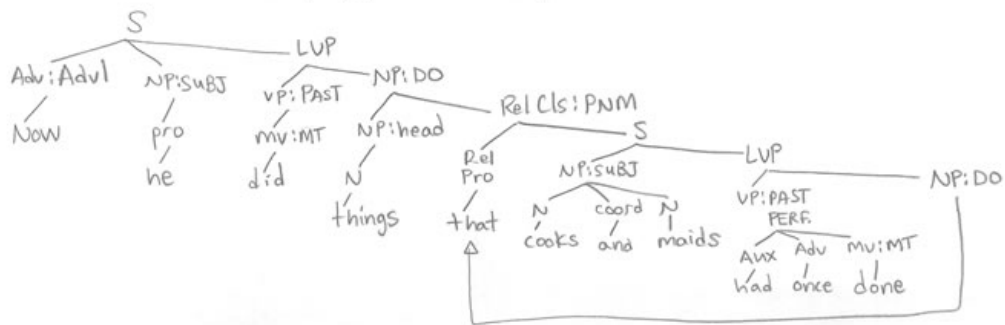 S
Adv:Advl NP:SUBJ LVP
Now pro VP:PAST NP:DO
he mv:MT NP:head Rel Cls:PNM
did N Rel Pro S
things that NP:SUBJ LVP
N coord N VP:PAST PERF. NP:DO
cooks and maids Aux Adv mv:MT
had once done